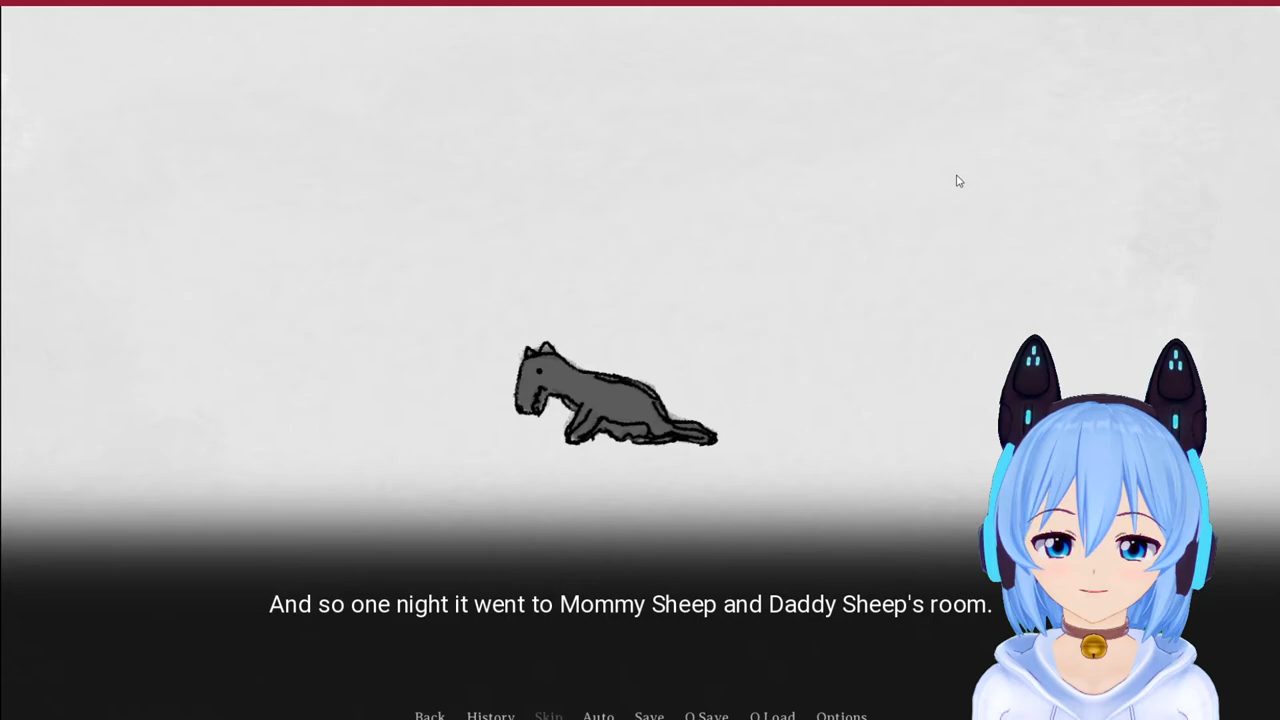 And so one night it went to Mommy Sheep and Daddy Sheep's room.
Back History Skip Auto Save Q.Save Q.Load Options